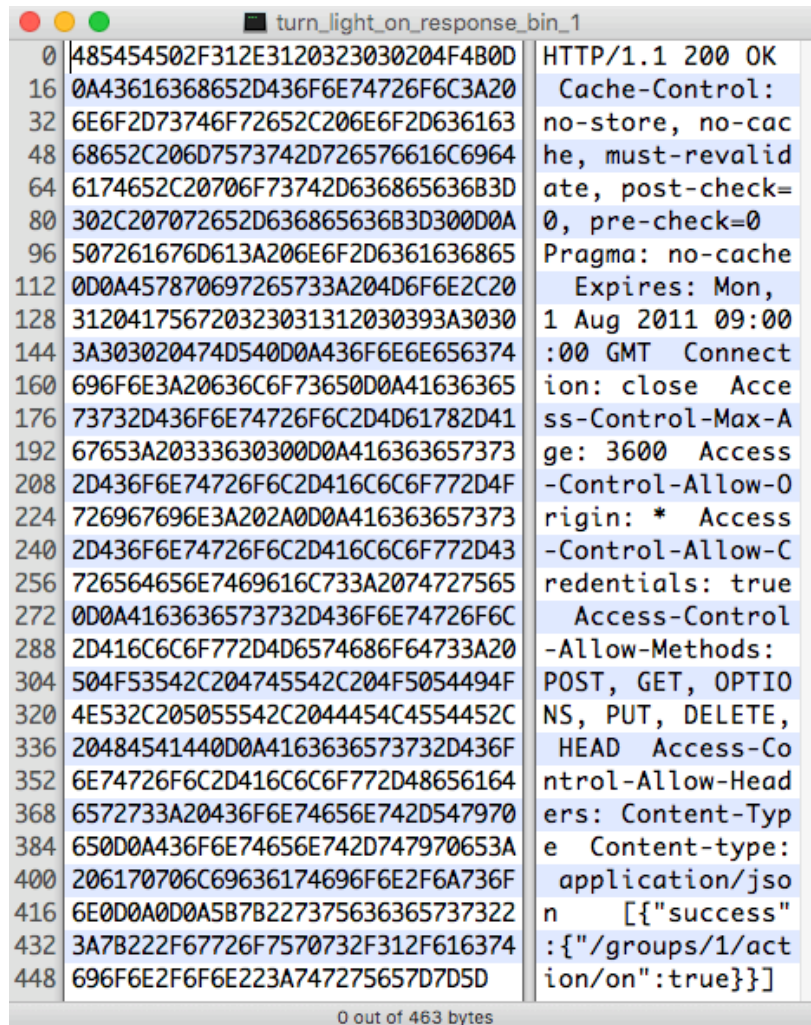 turn_light_on_response_bin_1
0 485454502F312E3120323030204F4B0D HTTP/1.1 200 OK
16 0A43616368652D436F6E74726F6C3A20 Cache-Control:
32 6E6F2D73746F72652C206E6F2D636163 no-store, no-cac
48 68652C206D7573742D726576616C6964 he, must-revalid
64 6174652C20706F73742D636865636B3D ate, post-check=
80 302C207072652D636865636B3D300D0A 0, pre-check=0
96 507261676D613A206E6F2D6361636865 Pragma: no-cache
112 0D0A457870697265733A204D6F6E2C20 Expires: Mon,
128 312041756720323031312030393A3030 1 Aug 2011 09:00
144 3A303020474D540D0A436F6E6E656374 :00 GMT  Connect
160 696F6E3A20636C6F73650D0A41636365 ion: close  Acce
176 73732D436F6E74726F6C2D4D61782D41 ss-Control-Max-A
192 67653A20333630300D0A416363657373 ge: 3600  Access
208 2D436F6E74726F6C2D416C6C6F772D4F -Control-Allow-O
224 726967696E3A202A0D0A416363657373 rigin: *  Access
240 2D436F6E74726F6C2D416C6C6F772D43 -Control-Allow-C
256 726564656E7469616C733A2074727565 redentials: true
272 0D0A4163636573732D436F6E74726F6C Access-Control
288 2D416C6C6F772D4D6574686F64733A20 -Allow-Methods:
304 504F53542C204745542C204F5054494F POST, GET, OPTIO
320 4E532C205055542C2044454C4554452C NS, PUT, DELETE,
336 20484541440D0A4163636573732D436F HEAD  Access-Co
352 6E74726F6C2D416C6C6F772D48656164 ntrol-Allow-Head
368 6572733A20436F6E74656E742D547970 ers: Content-Typ
384 650D0A436F6E74656E742D747970653A e  Content-type:
400 206170706C69636174696F6E2F6A736F application/jso
416 6E0D0A0D0A5B7B227375636365737322 n    [{"success"
432 3A7B222F67726F7570732F312F616374 :{"/groups/1/act
448 696F6E2F6F6E223A747275657D7D5D ion/on":true}}]
0 out of 463 bytes